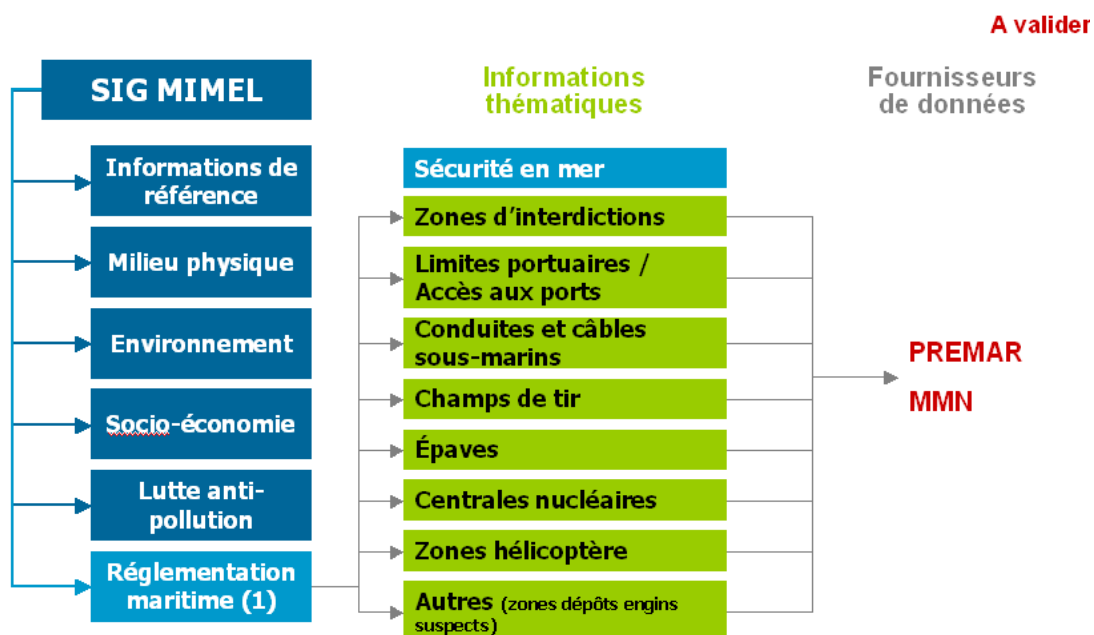 A valider
SIG MIMEL
Informations de
référence
Milieu physique
Environnement
Socio-économie
Lutte anti-
pollution
Réglementation
maritime (1)
Informations
thématiques
Sécurité en mer
Zones d'interdictions
Limites portuaires /
Accès aux ports
Conduites et câbles
sous-marins
Champs de tir
Épaves
Centrales nucléaires
Zones hélicoptère
Autres (zones dépôts engins
suspects)
Fournisseurs
de données
PREMAR
MMN